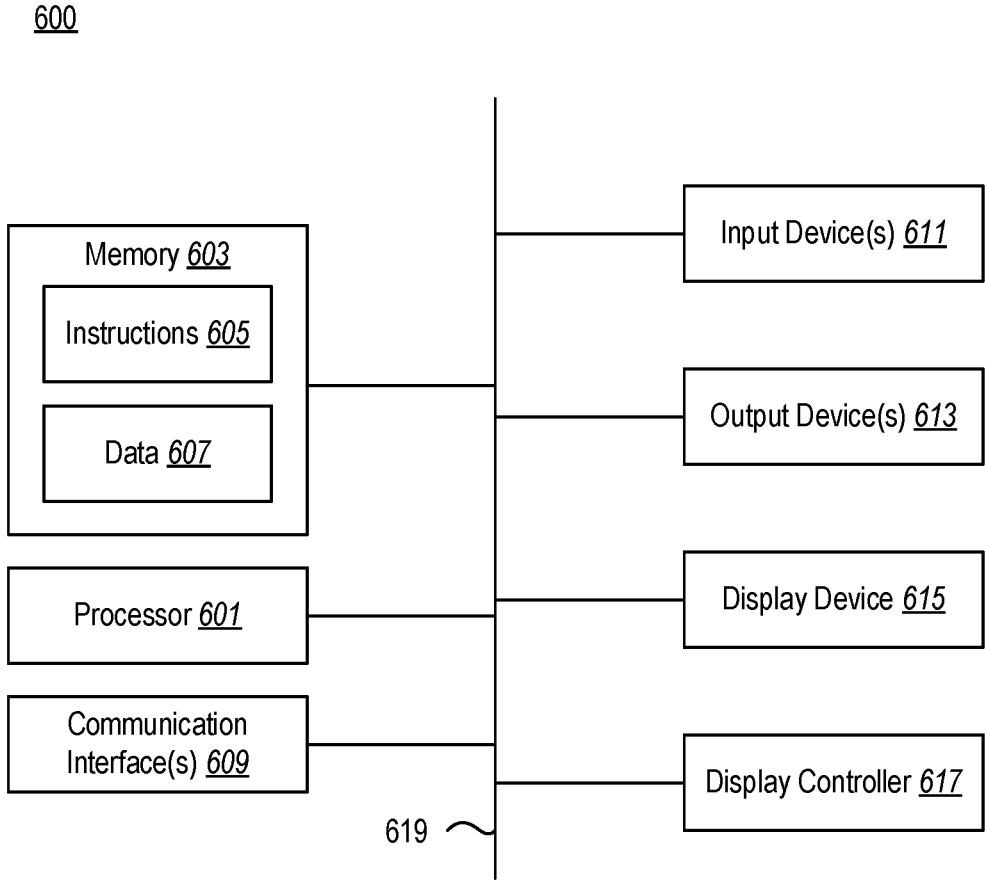 600
Memory 603
Instructions 605
Data 607
Processor 601
Communication
Interface(s) 609
Input Device(s) 611
Output Device(s) 613
Display Device 615
Display Controller 617
619